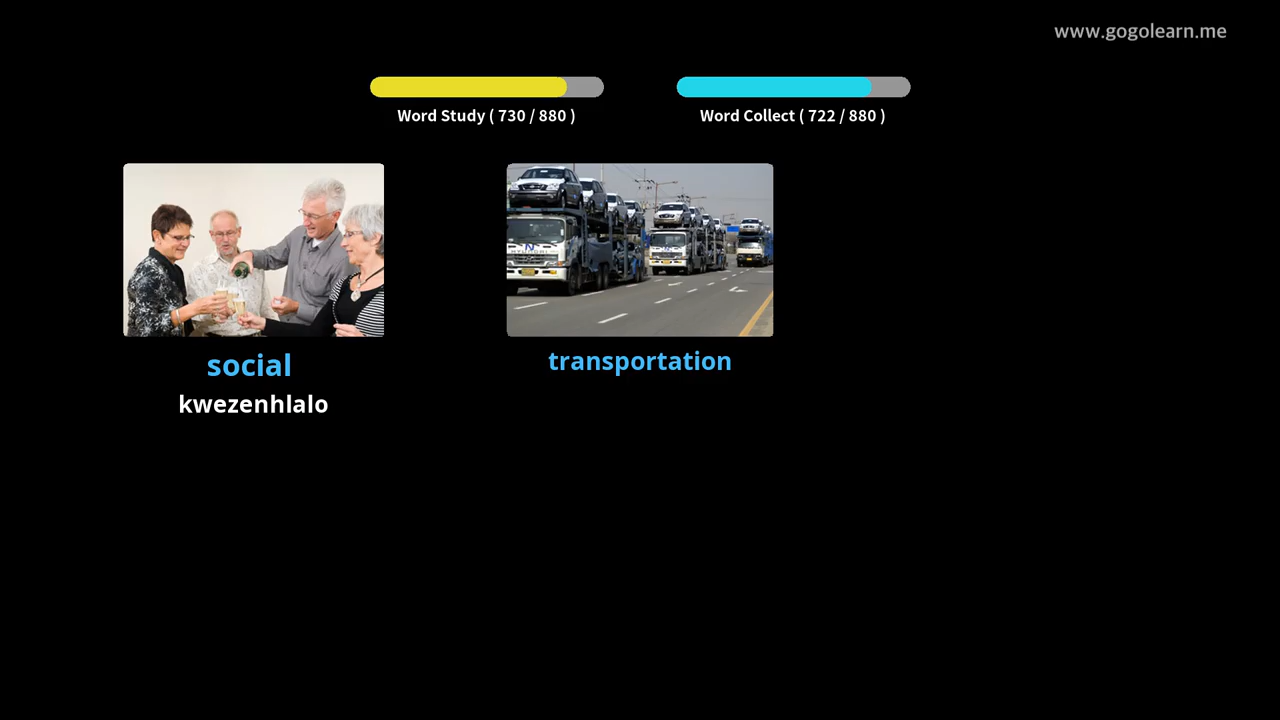 www.gogolearn.me
Word Study ( 730 / 880 )
Word Collect ( 722 / 880 )
social
transportation
kwezenhlalo